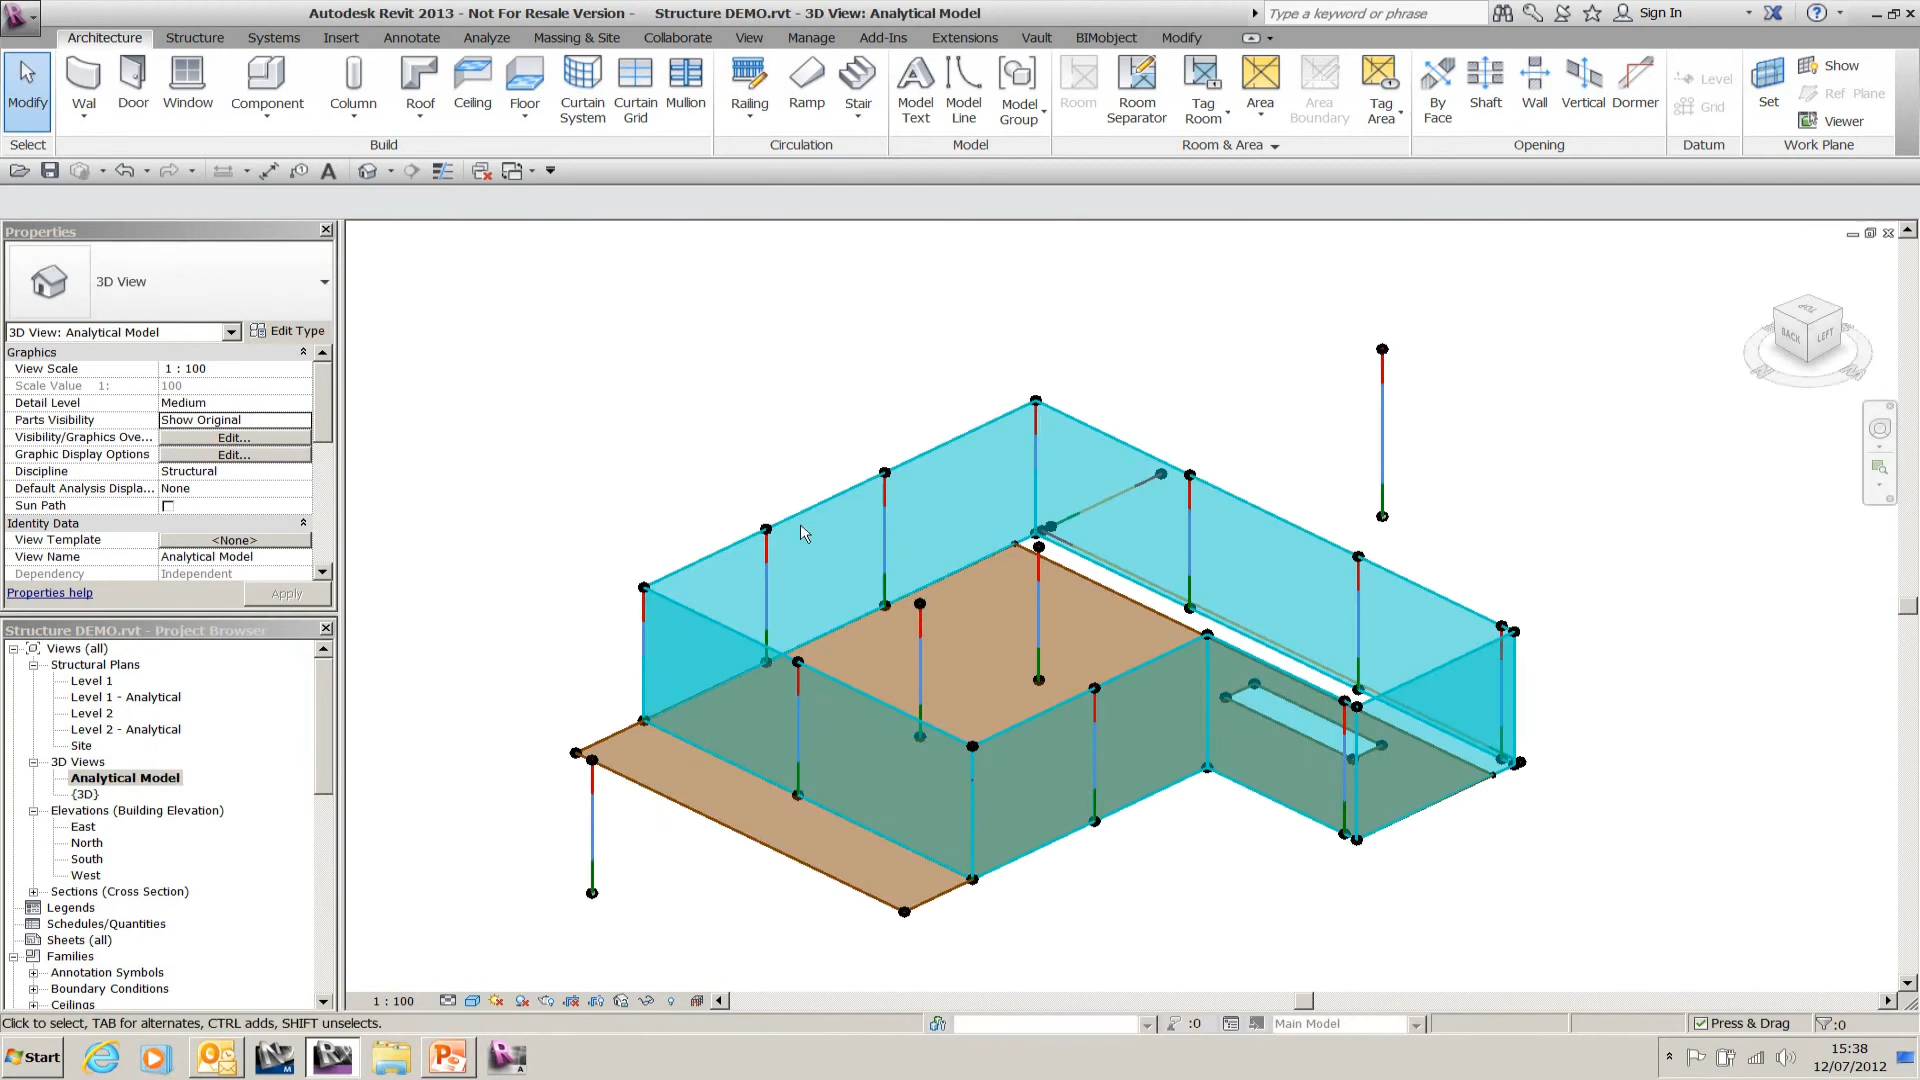 Autodesk Revit 2013 - Not For Resale Version - Structure DEMO.rvt - 3D View: Analytical Model
Type a keyword or phrase
Sign In
Architecture Structure Systems Insert Annotate Analyze Massing & Site Collaborate View Manage Add-Ins Extensions Vault BIMobject Modify
Modify Wal Door Window Component Column Roof Ceiling Floor Curtain System Curtain Grid Mullion Railing Ramp Stair Model Text Model Line Model Group Room Room Separator Tag Room Area Area Boundary Tag Area By Face Shaft Wall Vertical Dormer Level Grid Set Show Ref Plane Viewer
Select Build Circulation Model Room & Area Opening Datum Work Plane
Properties
3D View
3D View: Analytical Model Edit Type
Graphics
View Scale 1 : 100
Scale Value 1: 100
Detail Level Medium
Parts Visibility Show Original
Visibility/Graphics Ove... Edit...
Graphic Display Options Edit...
Discipline Structural
Default Analysis Displa... None
Sun Path
Identity Data
View Template <None>
View Name Analytical Model
Dependency Independent
Properties help Apply
Structure DEMO.rvt - Project Browser
Views (all)
Structural Plans
Level 1
Level 1 - Analytical
Level 2
Level 2 - Analytical
Site
3D Views
Analytical Model
{3D}
Elevations (Building Elevation)
East
North
South
West
Sections (Cross Section)
Legends
Schedules/Quantities
Sheets (all)
Families
Annotation Symbols
Boundary Conditions
Ceilings
TOP
BACK LEFT
1 : 100
Click to select, TAB for alternates, CTRL adds, SHIFT unselects.
:0
Main Model
Press & Drag
:0
Start
15:38
12/07/2012